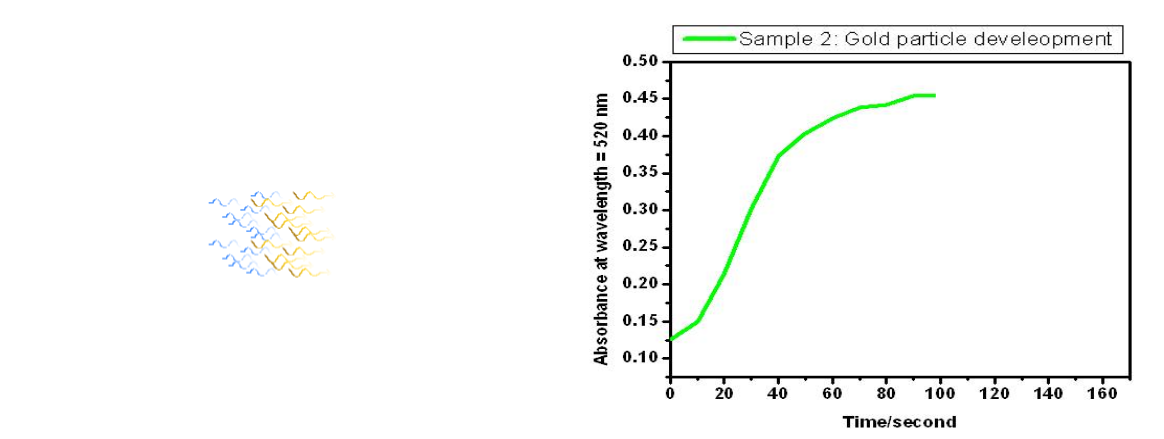 Sample 2: Gold particle develeopment
0.50
0.45
0.40
0.35
0.30
0.25
0.20
0.15
0.10
Absorbance at wavelength = 520 nm
0 20 40 60 80 100 120 140 160
Time/second